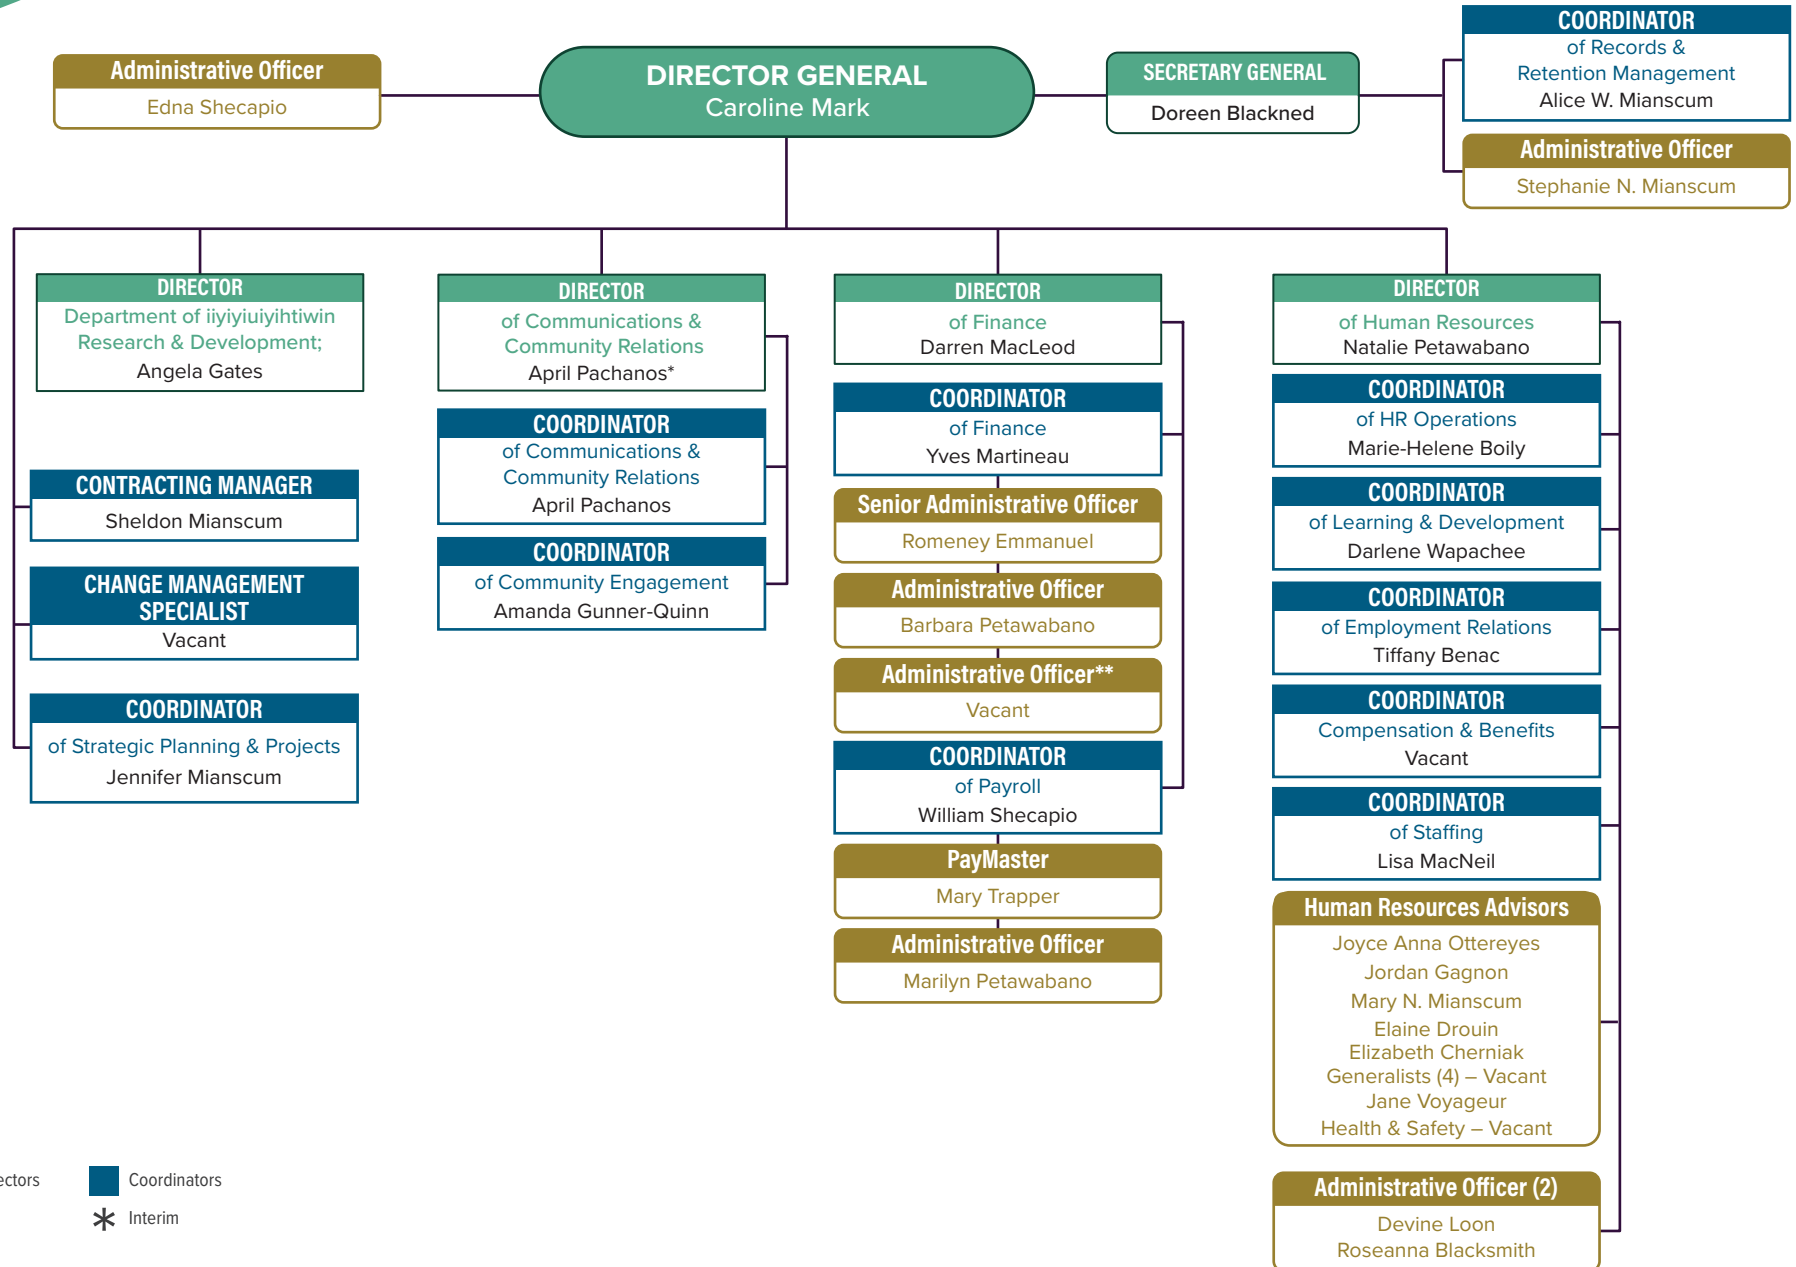 Administrative Officer
Edna Shecapio
DIRECTOR GENERAL
Caroline Mark
SECRETARY GENERAL
Doreen Blackned
COORDINATOR
of Records &
Retention Management
Alice W. Mianscum
Administrative Officer
Stephanie N. Mianscum
DIRECTOR
Department of iiyiyiuiyihtiwin
Research & Development;
Angela Gates
CONTRACTING MANAGER
Sheldon Mianscum
CHANGE MANAGEMENT
SPECIALIST
Vacant
COORDINATOR
of Strategic Planning & Projects
Jennifer Mianscum
DIRECTOR
of Communications &
Community Relations
April Pachanos*
COORDINATOR
of Communications &
Community Relations
April Pachanos
COORDINATOR
of Community Engagement
Amanda Gunner-Quinn
DIRECTOR
of Finance
Darren MacLeod
COORDINATOR
of Finance
Yves Martineau
Senior Administrative Officer
Romeney Emmanuel
Administrative Officer
Barbara Petawabano
Administrative Officer**
Vacant
COORDINATOR
of Payroll
William Shecapio
PayMaster
Mary Trapper
Administrative Officer
Marilyn Petawabano
DIRECTOR
of Human Resources
Natalie Petawabano
COORDINATOR
of HR Operations
Marie-Helene Boily
COORDINATOR
of Learning & Development
Darlene Wapachee
COORDINATOR
of Employment Relations
Tiffany Benac
COORDINATOR
Compensation & Benefits
Vacant
COORDINATOR
of Staffing
Lisa MacNeil
Human Resources Advisors
Joyce Anna Ottereyes
Jordan Gagnon
Mary N. Mianscum
Elaine Drouin
Elizabeth Cherniak
Generalists (4) – Vacant
Jane Voyageur
Health & Safety – Vacant
Administrative Officer (2)
Devine Loon
Roseanna Blacksmith
Coordinators
* Interim